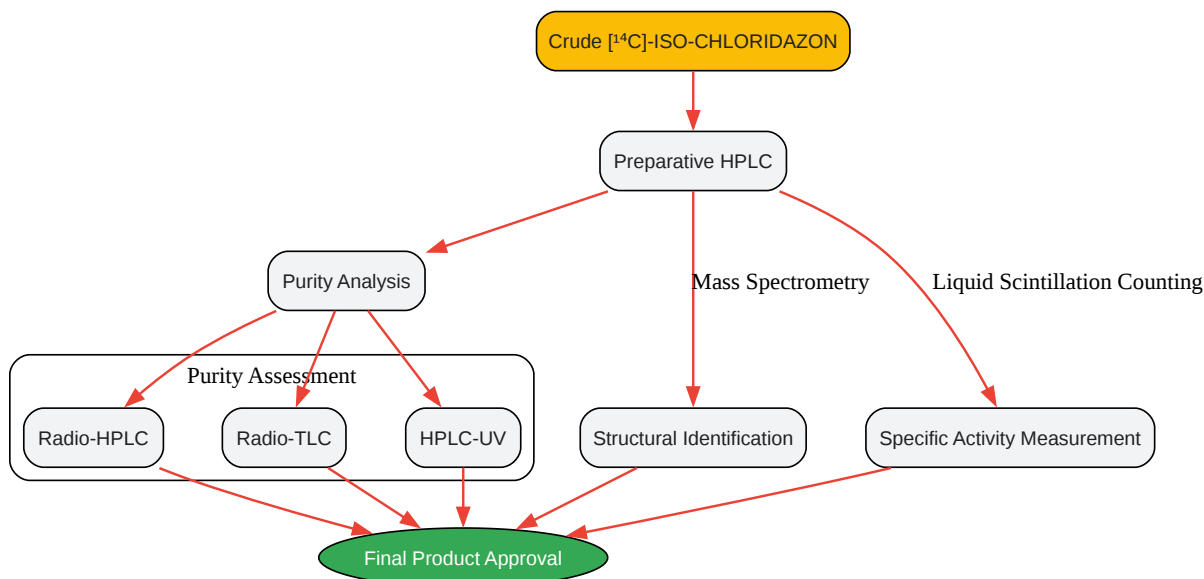 Crude [¹⁴C]-ISO-CHLORIDAZON
Preparative HPLC
Purity Analysis
Mass Spectrometry
Liquid Scintillation Counting
Purity Assessment
Radio-HPLC
Radio-TLC
HPLC-UV
Structural Identification
Specific Activity Measurement
Final Product Approval